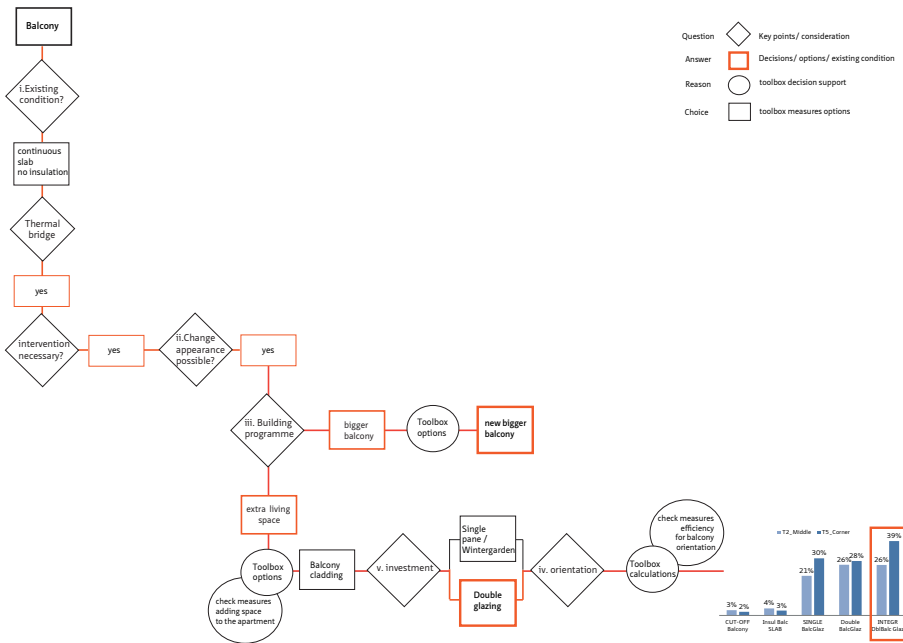 Balcony
i.Existing
condition?
continuous
slab
no insulation
Thermal
bridge
yes
intervention
necessary?
yes
ii.Change
appearance
possible?
yes
iii. Building
programme
bigger
balcony
Toolbox
options
new bigger
balcony
extra living
space
Toolbox
options
check measures
adding space
to the apartment
Balcony
cladding
v. investment
Single
pane /
Wintergarden
Double
glazing
iv. orientation
Toolbox
calculations
check measures
efficiency
for balcony
orientation
Question Key points/ consideration
Answer Decisions/ options/ existing condition
Reason toolbox decision support
Choice toolbox measures options
T2_Middle T5_Corner
3% 2% 4% 3% 21% 30% 26% 28% 26% 39%
CUT-OFF
Balcony
Insul Balc
SLAB
SINGLE
BalcGlaz
Double
BalcGlaz
INTEGR
DblBalc Glaz